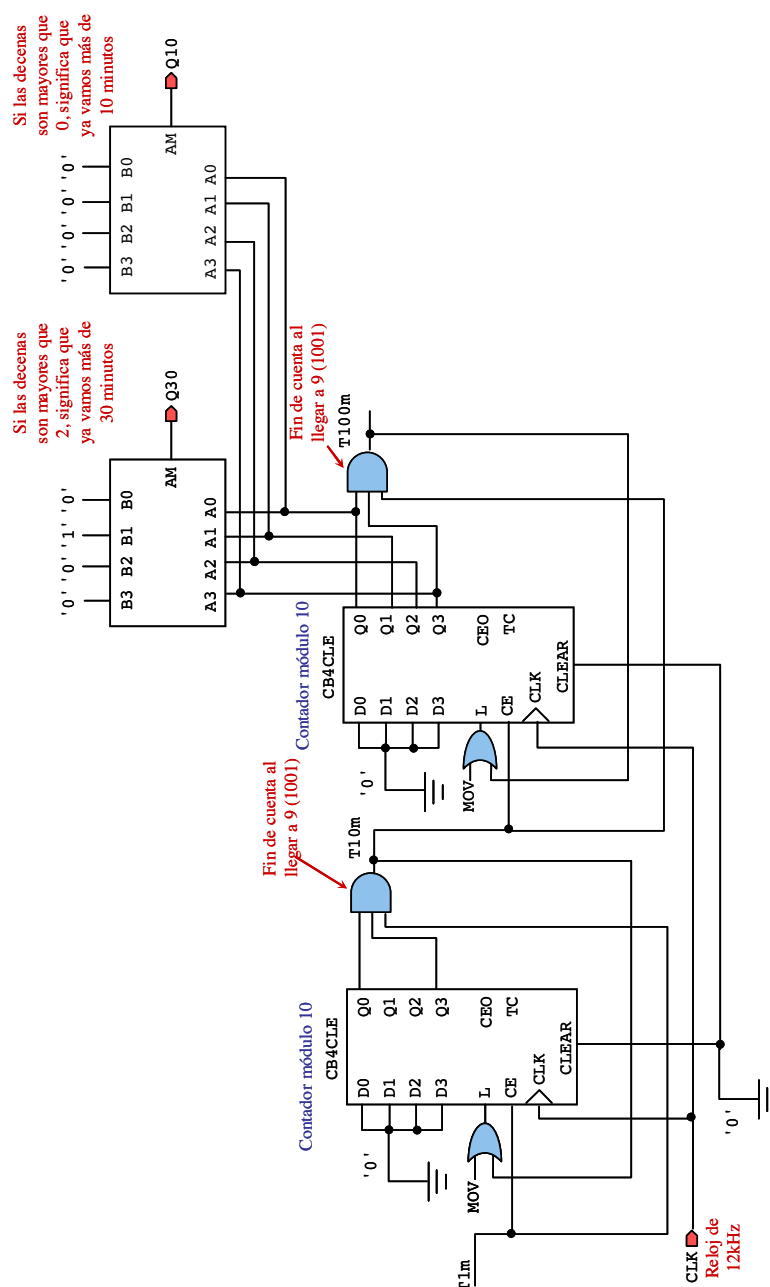 Si las decenas
son mayores que
0, significa que
ya vamos más de
10 minutos
Q10
'0' '0' '0' '0'
B3 B2 B1 B0
AM
A3 A2 A1 A0
Si las decenas
son mayores que
2, significa que
ya vamos más de
30 minutos
Q30
'0' '0' '1' '0'
B3 B2 B1 B0
AM
A3 A2 A1 A0
Fin de cuenta al
llegar a 9 (1001)
T100m
Contador módulo 10
CB4CLE
'0'
D0
D1
D2
D3
L
CE
CLK
CLEAR
Q0
Q1
Q2
Q3
CEO
TC
MOV
Fin de cuenta al
llegar a 9 (1001)
T10m
Contador módulo 10
CB4CLE
'0'
D0
D1
D2
D3
L
CE
CLK
CLEAR
Q0
Q1
Q2
Q3
CEO
TC
MOV
'0'
T1m
CLK
Reloj de
12kHz